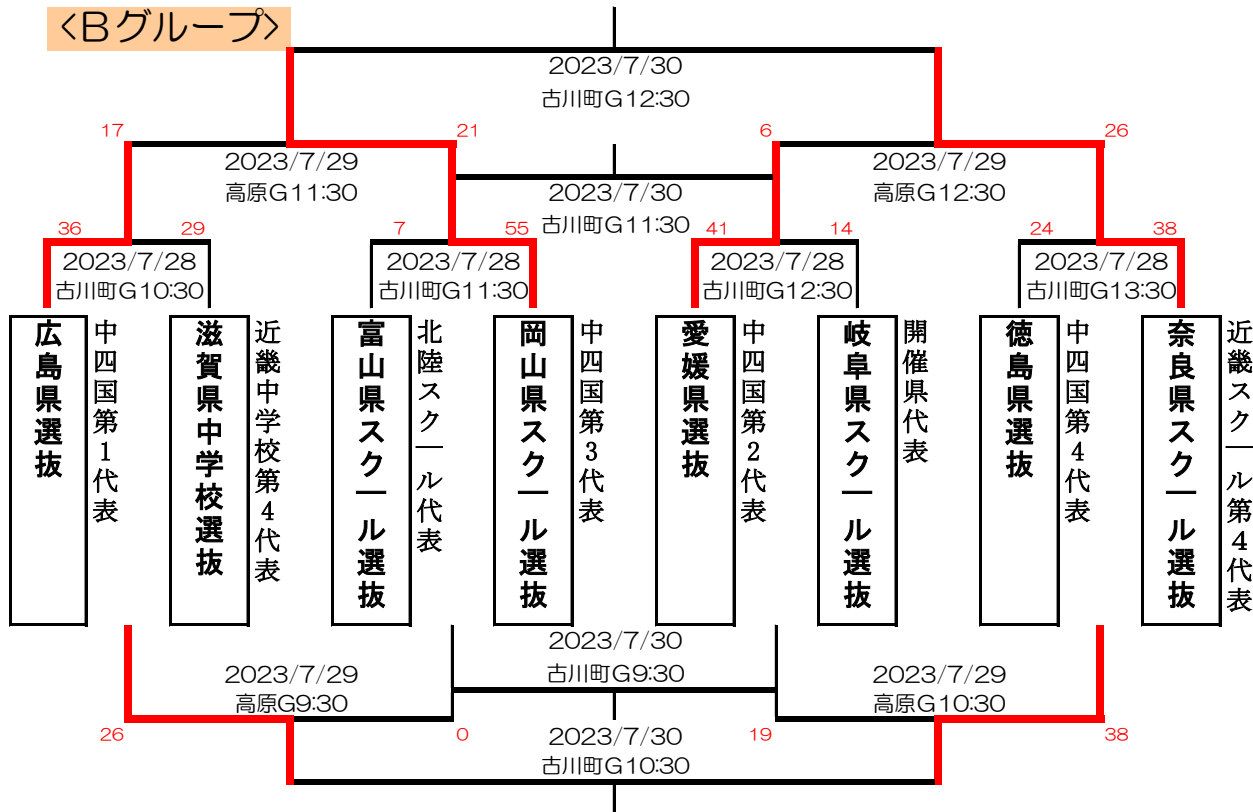 <Bグループ>
2023/7/30
古川町G12:30
17
21
6
26
2023/7/29
高原G11:30
2023/7/30
古川町G11:30
2023/7/29
高原G12:30
36
29
7
55
41
14
24
38
2023/7/28
古川町G10:30
2023/7/28
古川町G11:30
2023/7/28
古川町G12:30
2023/7/28
古川町G13:30
広島県選抜
中四国第1代表
滋賀県中学校選抜
近畿中学校第4代表
富山県スクール選抜
北陸スクール代表
岡山県スクール選抜
中四国第3代表
愛媛県選抜
中四国第2代表
岐阜県スクール選抜
開催県代表
徳島県選抜
中四国第4代表
奈良県スクール選抜
近畿スクール第4代表
2023/7/30
古川町G9:30
2023/7/29
高原G9:30
2023/7/29
高原G10:30
26
0
19
38
2023/7/30
古川町G10:30